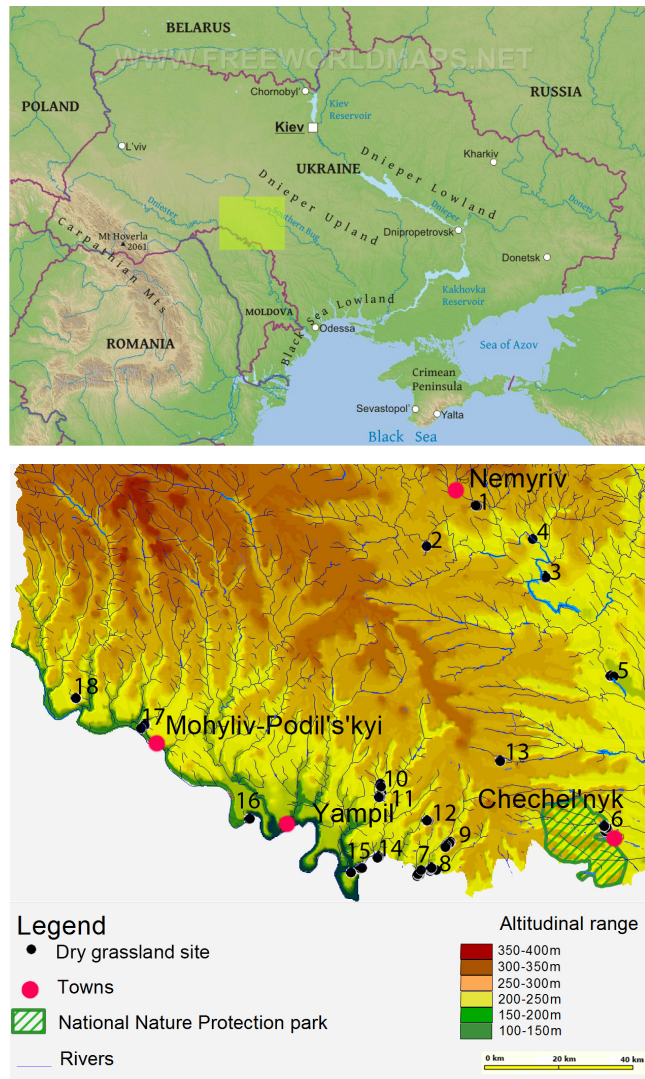 BELARUS
WWW.FREEWORLDMAPS.NET
POLAND
Chornobyl'
RUSSIA
Kiev
Reservoir
Kiev
L'viv
Kharkiv
UKRAINE
Dnieper Lowland
Dnieper Upland
Dniester
Southern Bug
Dnieper
Donets
Carpathian Mts
Mt Hoverla
2061
Dnipropetrovsk
Donetsk
Kakhovka
Reservoir
MOLDOVA
Black Sea Lowland
Odessa
ROMANIA
Sea of Azov
Crimean
Peninsula
Sevastopol'
Yalta
Black Sea
Nemyriv
1
2
4
3
5
18
17
Mohyliv-Podil's'kyi
13
10
11
Chechel'nyk
16
Yampil
12
6
9
14
15
7
8
Legend
Dry grassland site
Towns
National Nature Protection park
Rivers
Altitudinal range
350-400m
300-350m
250-300m
200-250m
150-200m
100-150m
0 km 20 km 40 km